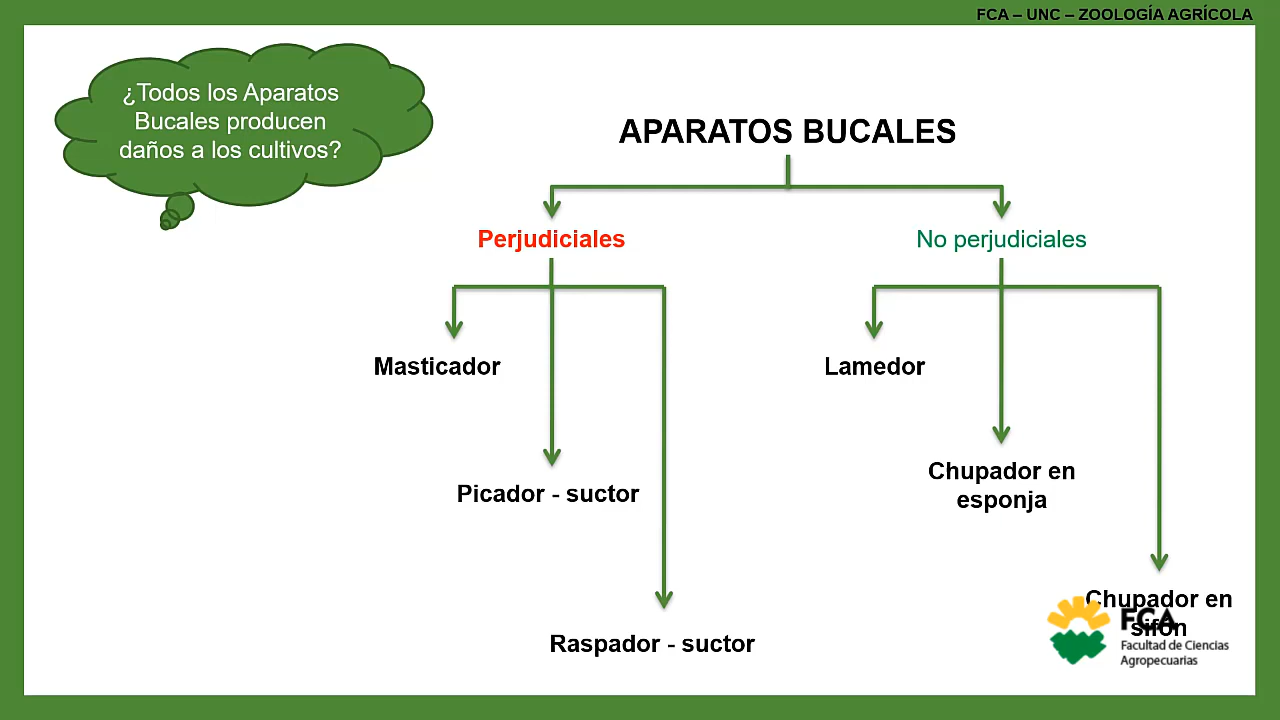 FCA – UNC – ZOOLOGÍA AGRÍCOLA
¿Todos los Aparatos
Bucales producen
daños a los cultivos?
APARATOS BUCALES
Perjudiciales
No perjudiciales
Masticador
Lamedor
Picador - suctor
Chupador en
esponja
Raspador - suctor
Chupador en
sifón
FCA
Facultad de Ciencias
Agropecuarias